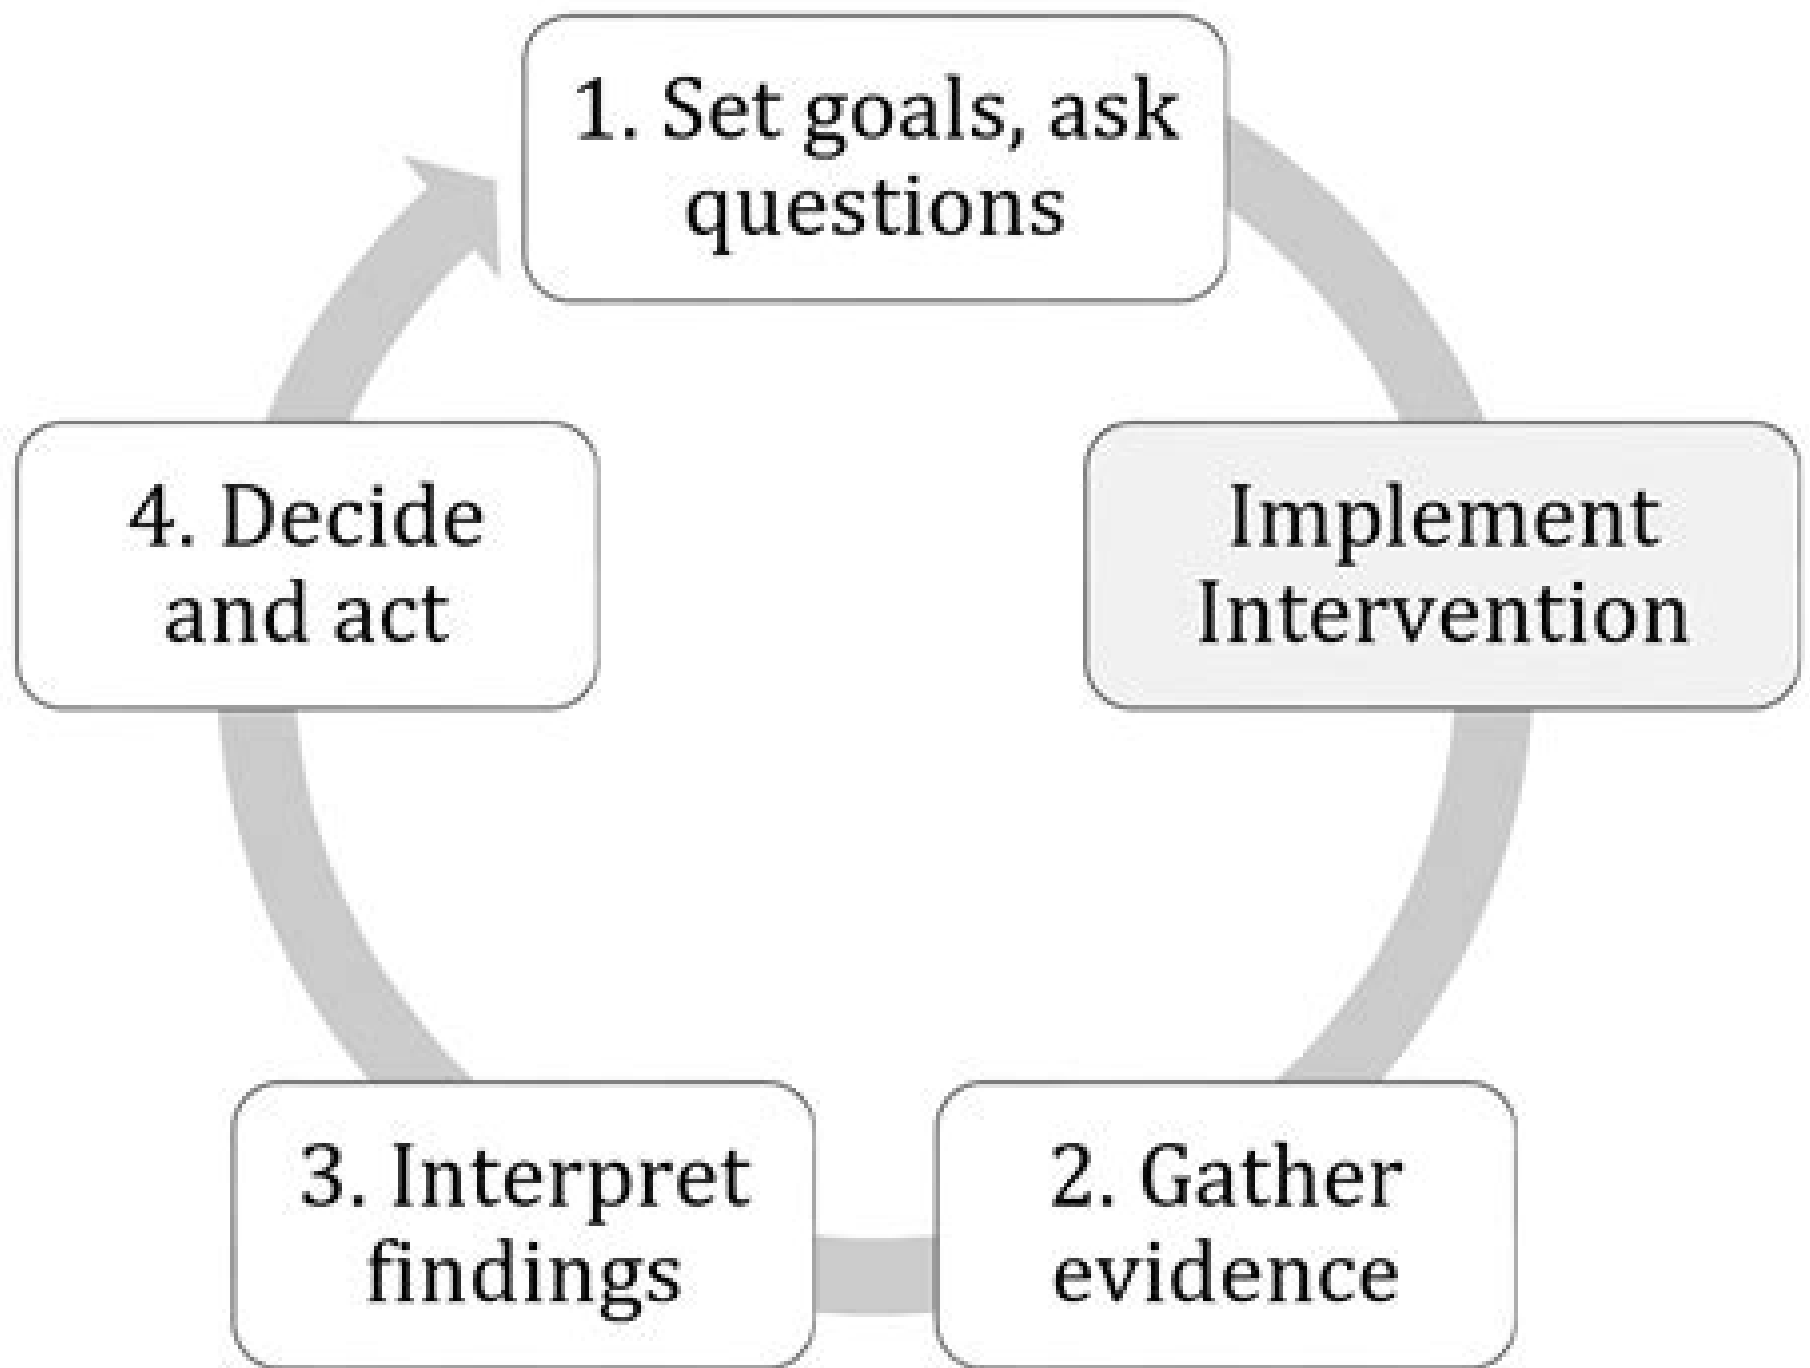 1. Set goals, ask
questions
Implement
Intervention
2. Gather
evidence
3. Interpret
findings
4. Decide
and act